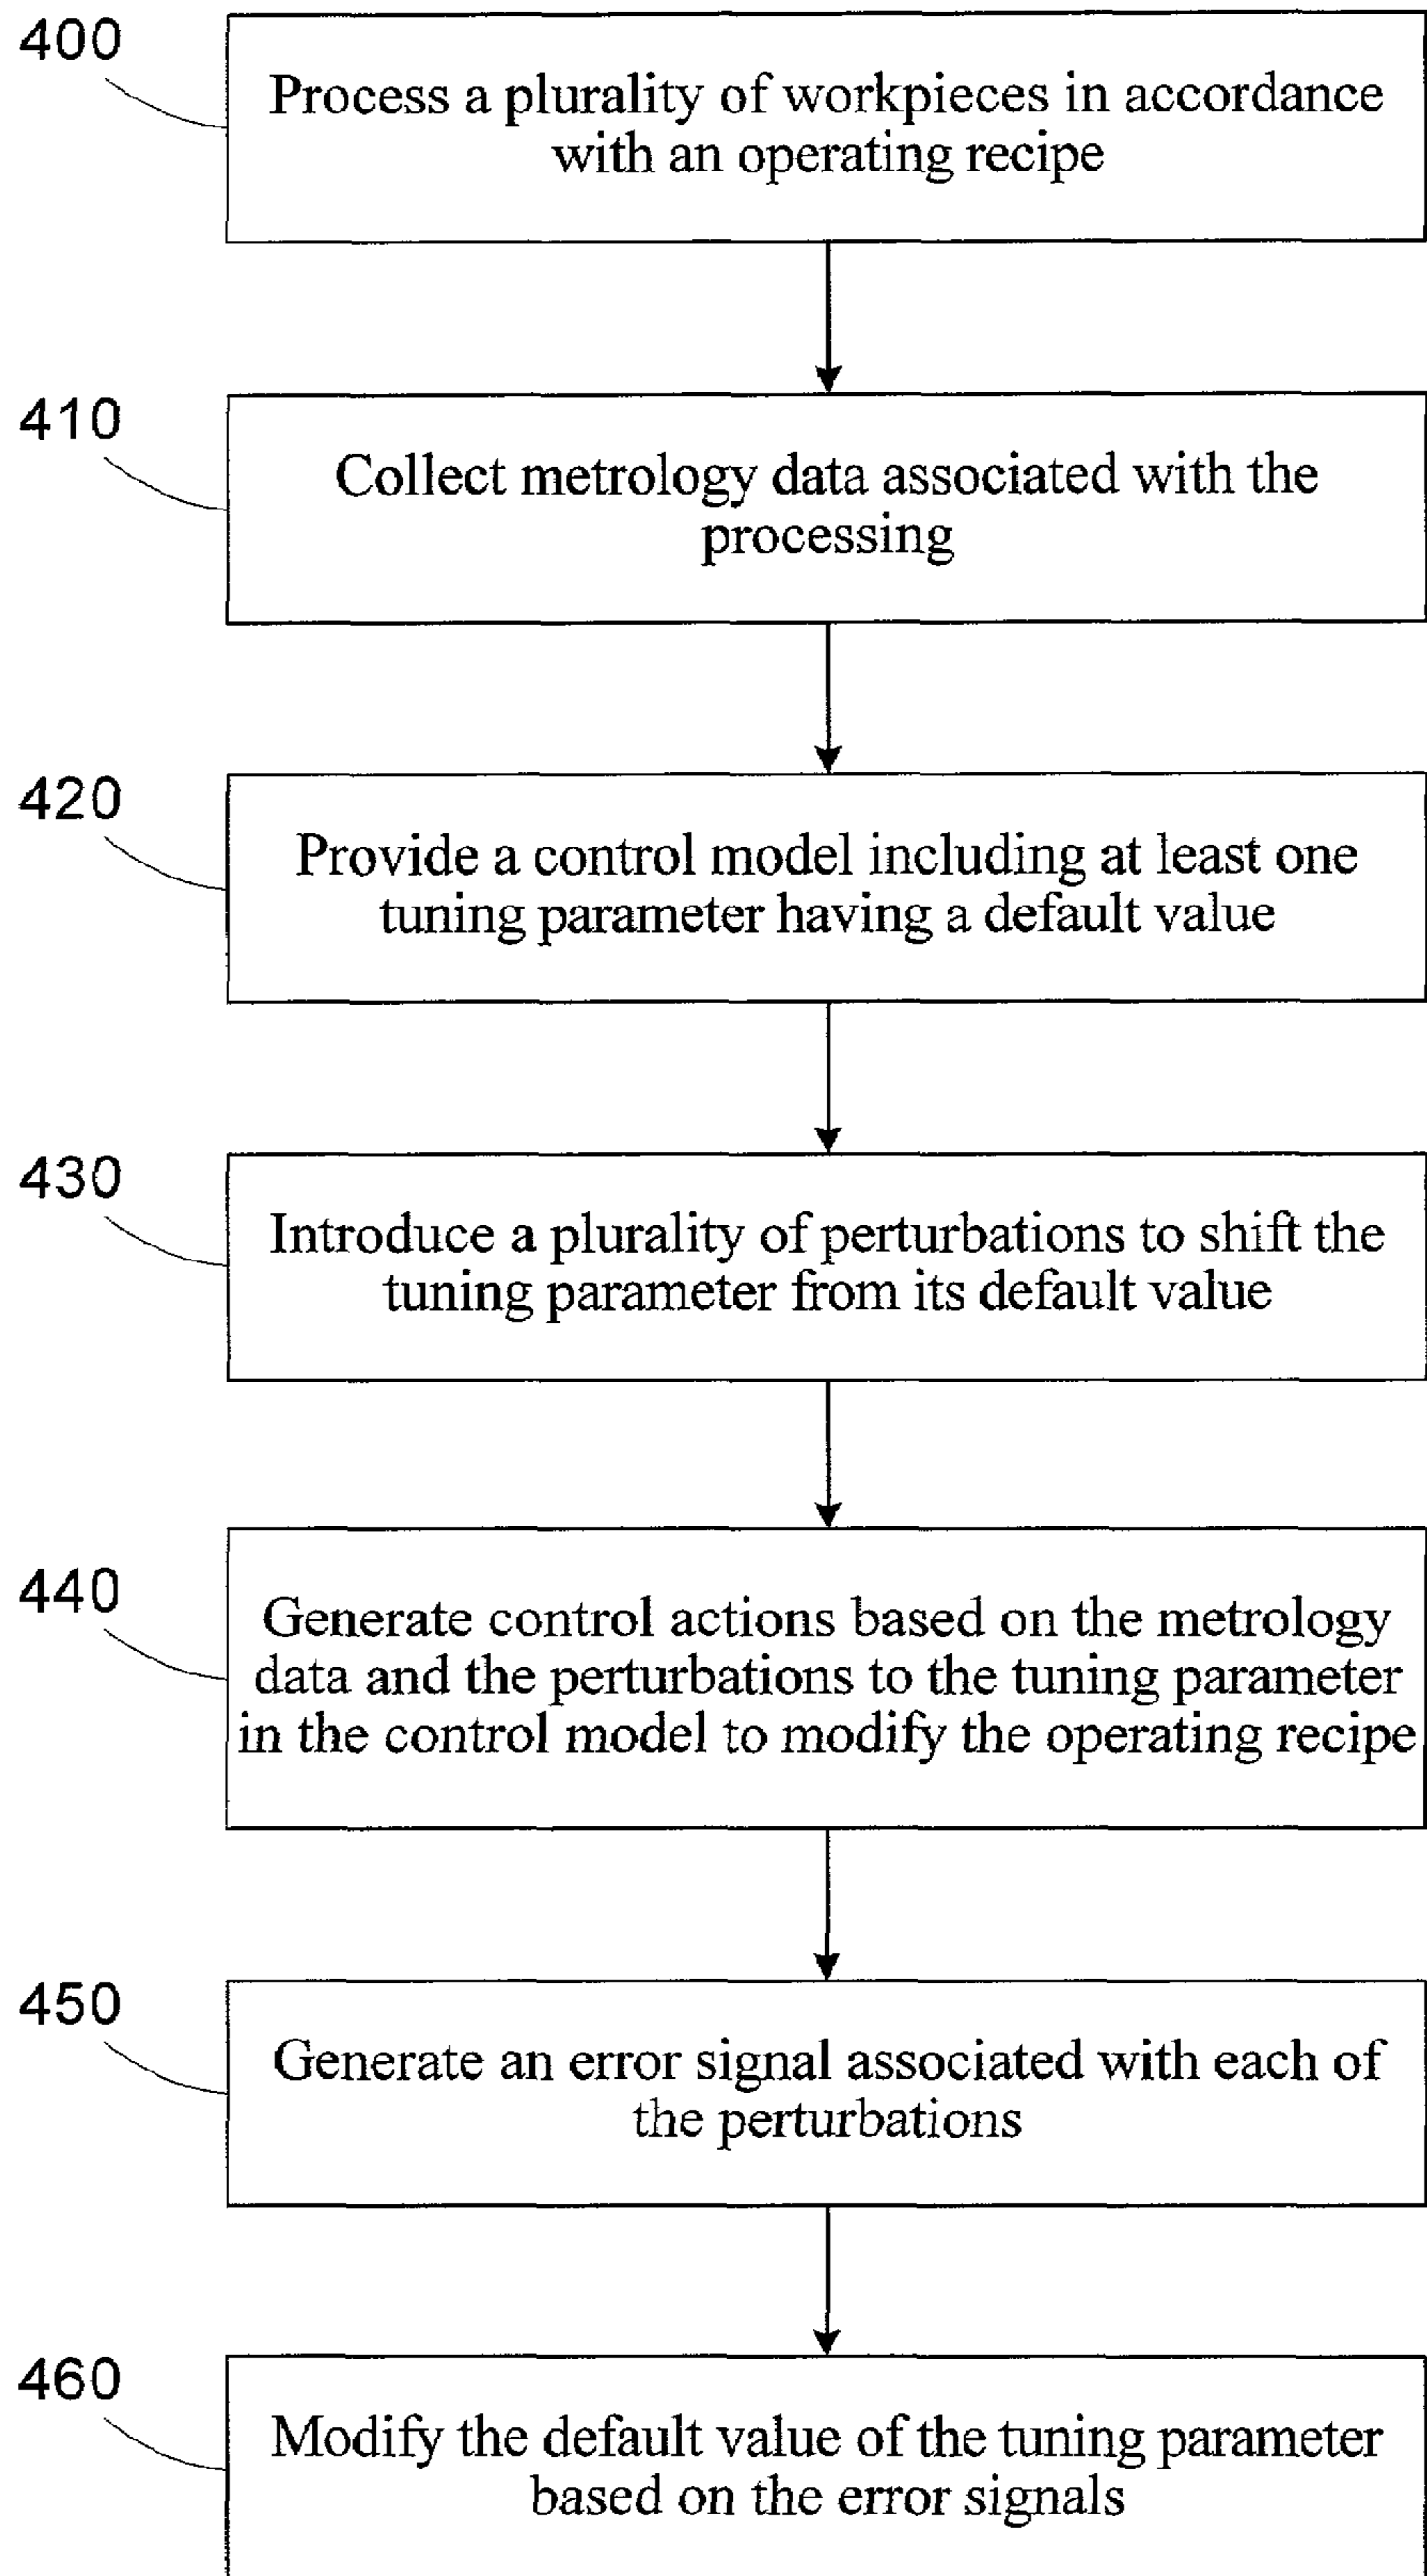 400
Process a plurality of workpieces in accordance
with an operating recipe
410
Collect metrology data associated with the
processing
420
Provide a control model including at least one
tuning parameter having a default value
430
Introduce a plurality of perturbations to shift the
tuning parameter from its default value
440
Generate control actions based on the metrology
data and the perturbations to the tuning parameter
in the control model to modify the operating recipe
450
Generate an error signal associated with each of
the perturbations
460
Modify the default value of the tuning parameter
based on the error signals